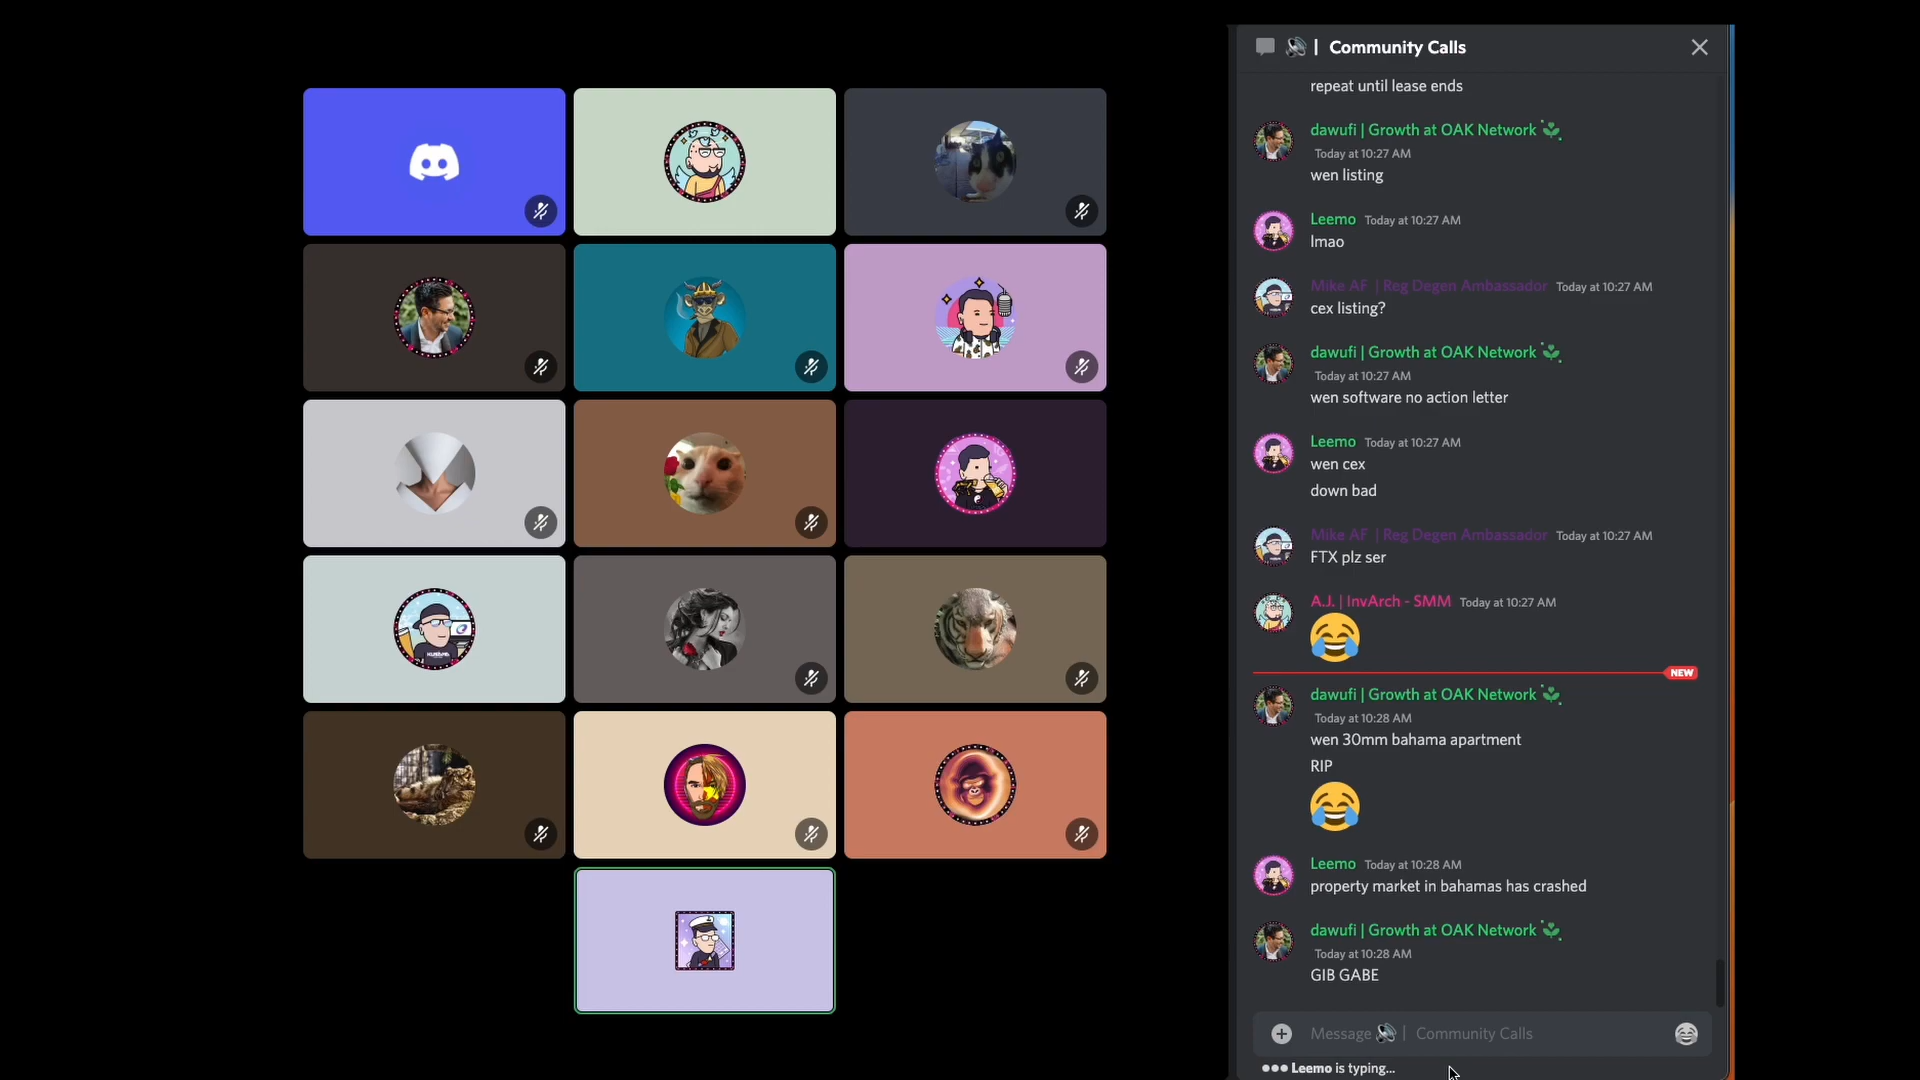 | Community Calls
repeat until lease ends
dawufi | Growth at OAK Network
Today at 10:27 AM
wen listing
Leemo Today at 10:27 AM
lmao
Mike AF | Reg Degen Ambassador Today at 10:27 AM
cex listing?
dawufi | Growth at OAK Network
Today at 10:27 AM
wen software no action letter
Leemo Today at 10:27 AM
wen cex
down bad
Mike AF | Reg Degen Ambassador Today at 10:27 AM
FTX plz ser
A.J. | InvArch - SMM Today at 10:27 AM
NEW
dawufi | Growth at OAK Network
Today at 10:28 AM
wen 30mm bahama apartment
RIP
Leemo Today at 10:28 AM
property market in bahamas has crashed
dawufi | Growth at OAK Network
Today at 10:28 AM
GIB GABE
Message | Community Calls
Leemo is typing...